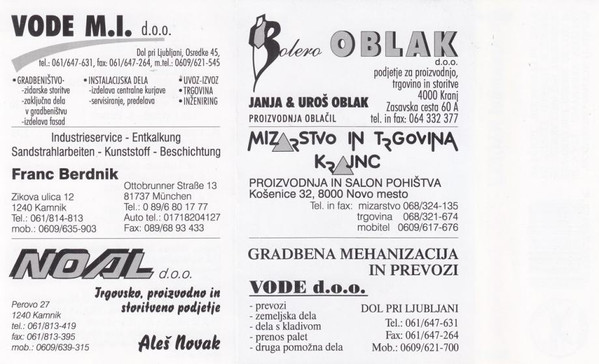 VODE M.I. d.o.o.
Dol pri Ljubljani, Osredke 45,
tel.: 061/647-631, fax: 061/647-264, m.tel.: 0609/621-545
•GRADBENIŠTVO-
-zidarske storitve
-zaključna dela
v gradbeništvu
-izdelava fasad
•INSTALACIJSKA DELA
-izdelava centralne kurjave
-servisiranje, predelava
•UVOZ-IZVOZ
•TRGOVINA
•INŽENIRING
Industrieservice - Entkalkung
Sandstrahlarbeiten - Kunststoff - Beschichtung
Franc Berdnik
Zikova ulica 12
1240 Kamnik
Tel.: 061/814-813
mob.: 0609/635-903
Ottobrunner Straße 13
81737 München
Tel.: 0 89/6 80 17 77
Auto tel.: 01718204127
Fax: 089/68 93 433
NOAL d.o.o.
Trgovsko, proizvodno in
storitveno podjetje
Perovo 27
1240 Kamnik
tel.: 061/813-419
fax: 061/813-395
mob.: 0609/639-315
Aleš Novak
Bolero OBLAK
d.o.o.
podjetje za proizvodnjo,
trgovino in storitve
4000 Kranj
Zasavska cesta 60 A
tel. in fax: 064 332 377
JANJA & UROŠ OBLAK
PROIZVODNJA OBLAČIL
MIZARSTVO IN TRGOVINA
KRAJNC
PROIZVODNJA IN SALON POHIŠTVA
Košenice 32, 8000 Novo mesto
Tel. in fax: mizarstvo 068/324-135
trgovina 068/321-674
mobitel 0609/617-676
GRADBENA MEHANIZACIJA
IN PREVOZI
VODE d.o.o.
- prevozi
- zemeljska dela
- dela s kladivom
- prenos palet
- druga pomožna dela
DOL PRI LJUBLJANI
Tel.: 061/647-631
Fax: 061/647-264
Mob.: 0609/621-700